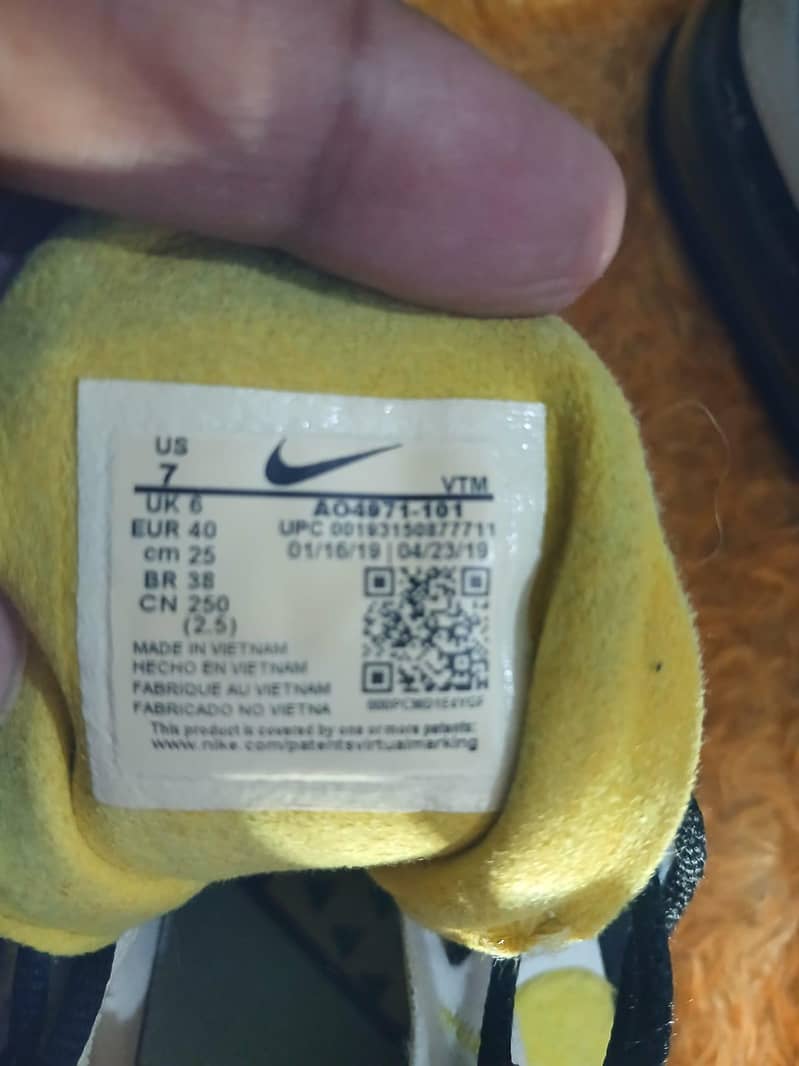 US
7
VTM
UK 6
AO4971-101
EUR 40
UPC 00193150877711
cm 25
01/16/19 | 04/23/19
BR 38
CN 250
(2.5)
MADE IN VIETNAM
HECHO EN VIETNAM
FABRIQUE AU VIETNAM
FABRICADO NO VIETNA
This product is covered by one or more patents:
www.nike.com/patentsvirtualmarking